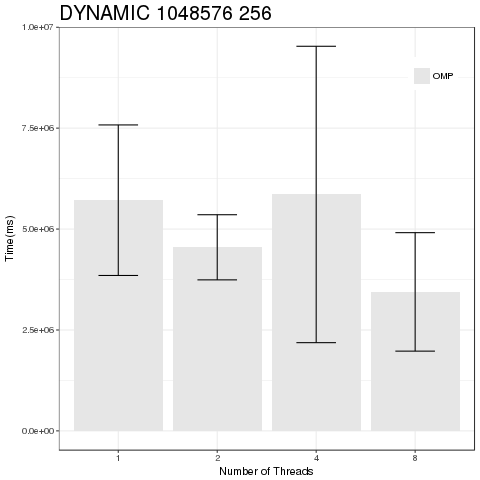 DYNAMIC 1048576 256
1.0e+07
7.5e+06
5.0e+06
2.5e+06
0.0e+00
Time(ms)
OMP
1 2 4 8
Number of Threads